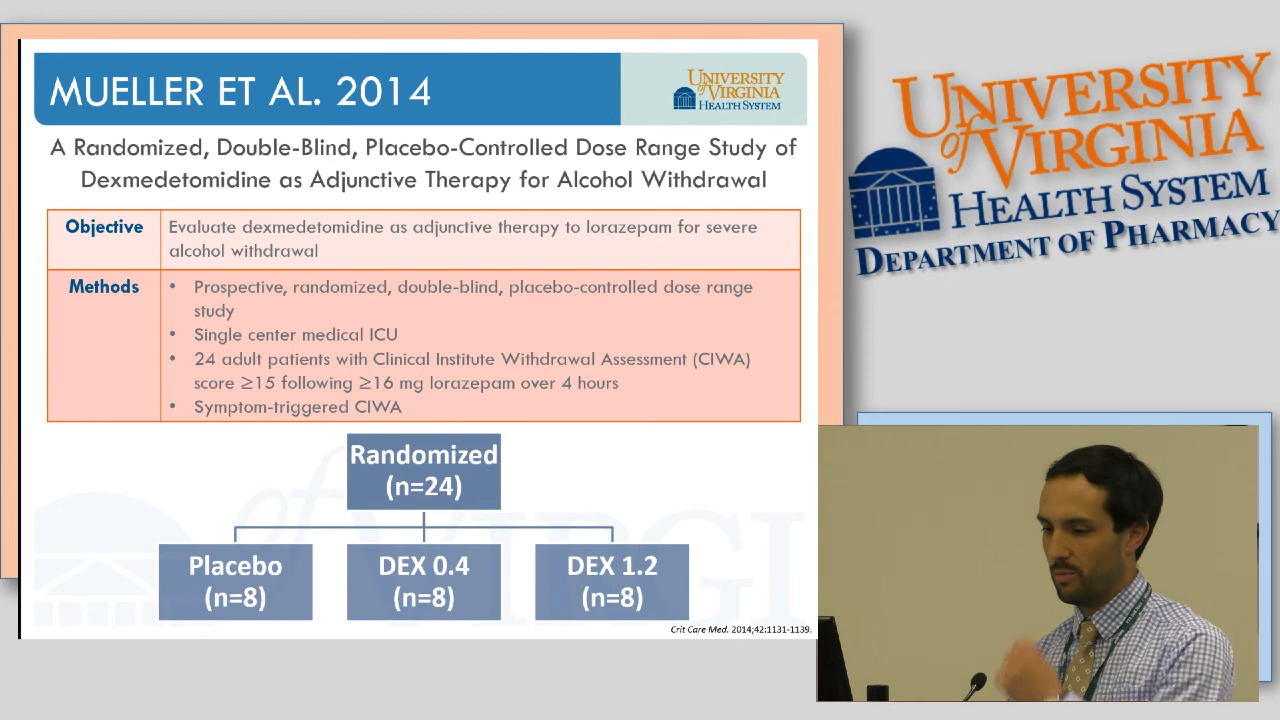 MUELLER ET AL. 2014
UNIVERSITY
of VIRGINIA
HEALTH SYSTEM
A Randomized, Double-Blind, Placebo-Controlled Dose Range Study of
Dexmedetomidine as Adjunctive Therapy for Alcohol Withdrawal
Objective
Evaluate dexmedetomidine as adjunctive therapy to lorazepam for severe
alcohol withdrawal
Methods
• Prospective, randomized, double-blind, placebo-controlled dose range
study
• Single center medical ICU
• 24 adult patients with Clinical Institute Withdrawal Assessment (CIWA)
score ≥15 following ≥16 mg lorazepam over 4 hours
• Symptom-triggered CIWA
Randomized
(n=24)
Placebo
(n=8)
DEX 0.4
(n=8)
DEX 1.2
(n=8)
of VIRGI
Crit Care Med. 2014;42:1131-1139.
UNIVERSITY
of VIRGINIA
HEALTH SYSTEM
DEPARTMENT OF PHARMACY